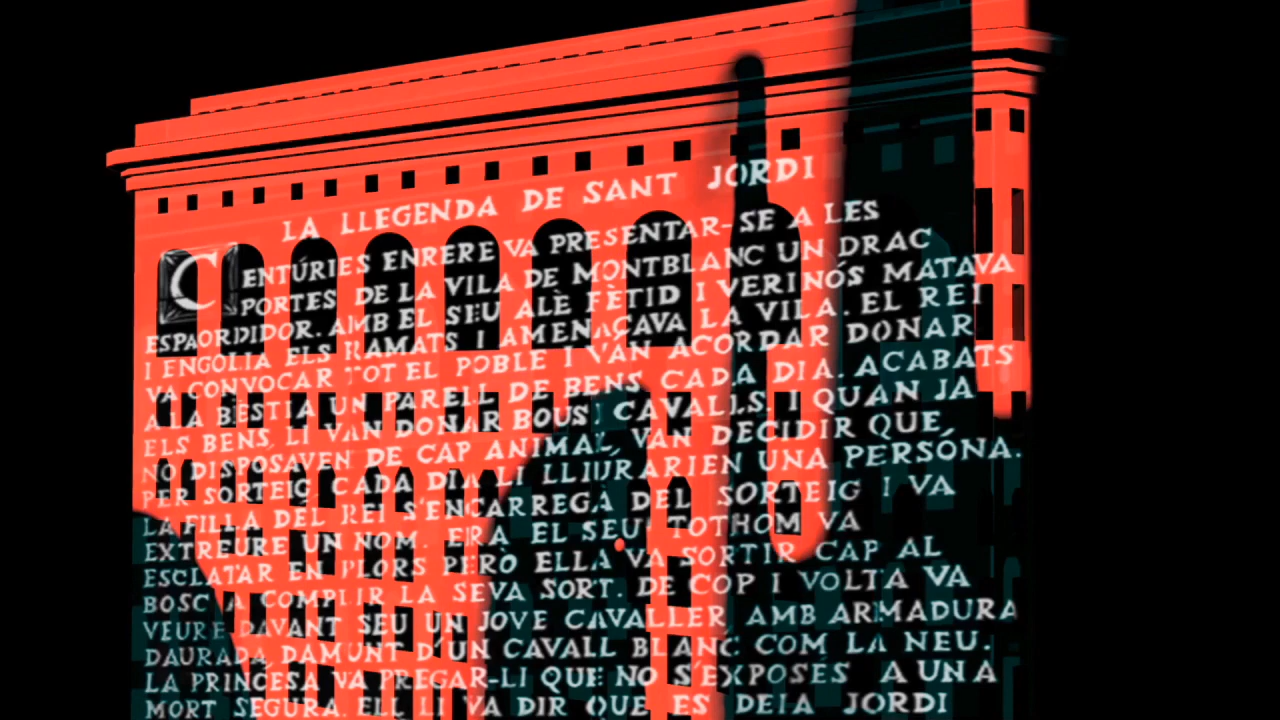 LA LLEGENDA DE SANT JORDI
CENTÚRIES ENRERE VA PRESENTAR-SE A LES
PORTES DE LA VILA DE MONTBLANC UN DRAC
ESPAORDIDOR. AMB EL SEU ALÈ FÈTID I VERINÓS MATAVA
I ENGOLIA ELS RAMATS I AMENAÇAVA LA VILA. EL REI
VA CONVOCAR TOT EL POBLE I VAN ACORDAR DONAR
A LA BÈSTIA UN PARELL DE BENS CADA DIA. ACABATS
ELS BENS, LI VAN DONAR BOUS I CAVALLS. I QUAN JA
NO DISPOSAVEN DE CAP ANIMAL, VAN DECIDIR QUE,
PER SORTEIG, CADA DIA LI LLIURARIEN UNA PERSÓNA.
LA FILLA DEL REI S'ENCARREGÀ DEL SORTEIG I VA
EXTREURE UN NOM. ERA EL SEU! TOTHOM VA
ESCLATAR EN PLORS PERÒ ELLA VA SORTIR CAP AL
BOSC A COMPLIR LA SEVA SORT. DE COP I VOLTA VA
VEURE DAVANT SEU UN JOVE CAVALLER AMB ARMADURA
DAURADA, DAMUNT D'UN CAVALL BLANC COM LA NEU.
LA PRINCESA VA PREGAR-LI QUE NO S'EXPOSÉS A UNA
MORT SEGURA. ELL LI VA DIR QUE ES DEIA JORDI